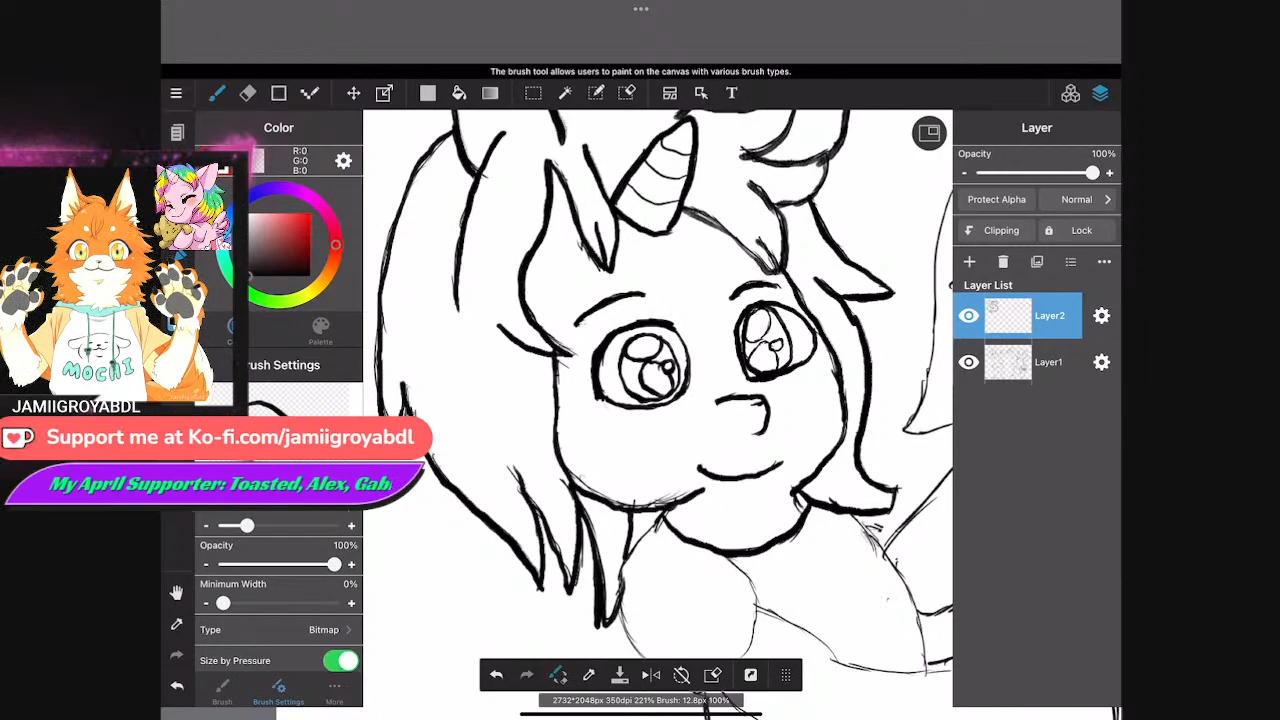 The brush tool allows users to paint on the canvas with various brush types.
T
Color
R:0
G:0
B:0
Palette
rush Settings
MOCHI
JAMIIGROYABDL
Support me at Ko-fi.com/jamiigroyabdl
My April Supporter: Toasted, Alex, Gab
Opacity 100%
Minimum Width 0%
Type Bitmap
Size by Pressure
Brush Brush Settings More
Layer
Opacity 100%
Protect Alpha Normal
Clipping Lock
Layer List
Layer2
Layer1
2732*2048px 350dpi 221% Brush: 12.8px 100%